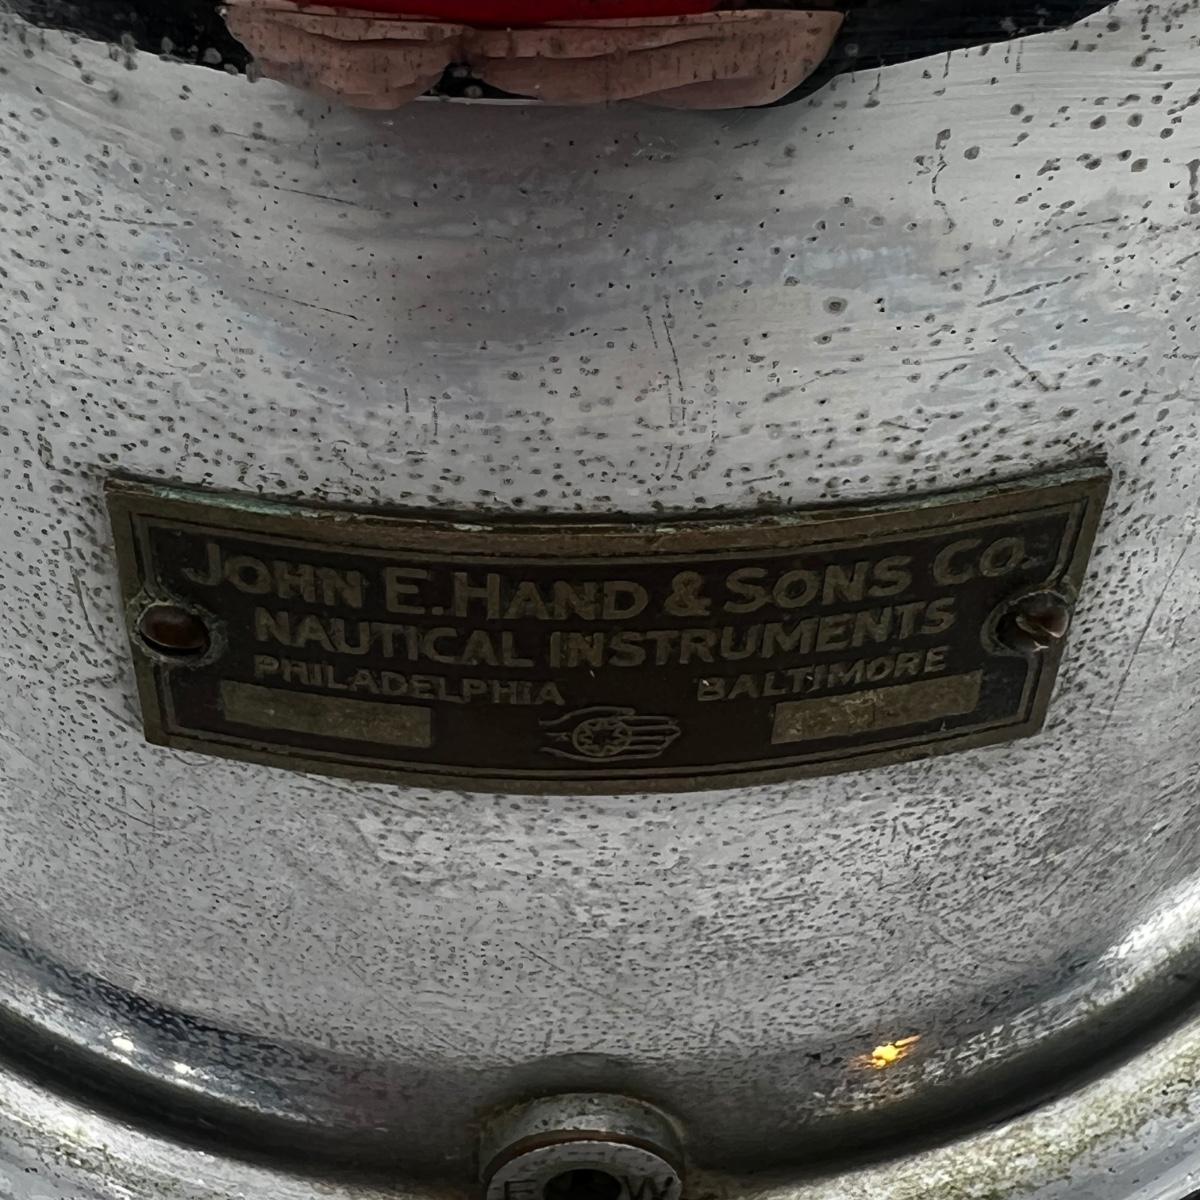 JOHN E. HAND & SONS CO.
NAUTICAL INSTRUMENTS
PHILADELPHIA BALTIMORE
E W